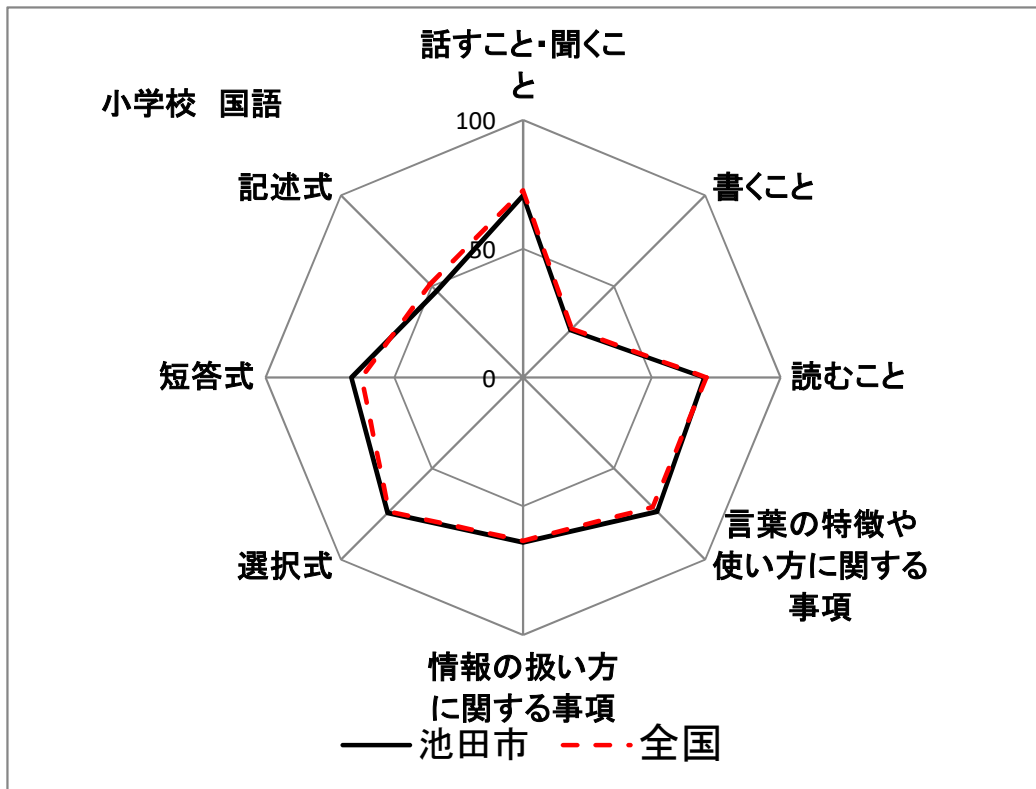 話すこと・聞くこ
と
小学校　国語
100
記述式
書くこと
50
短答式
0
読むこと
言葉の特徴や
使い方に関する
事項
選択式
情報の扱い方
に関する事項
池田市
全国